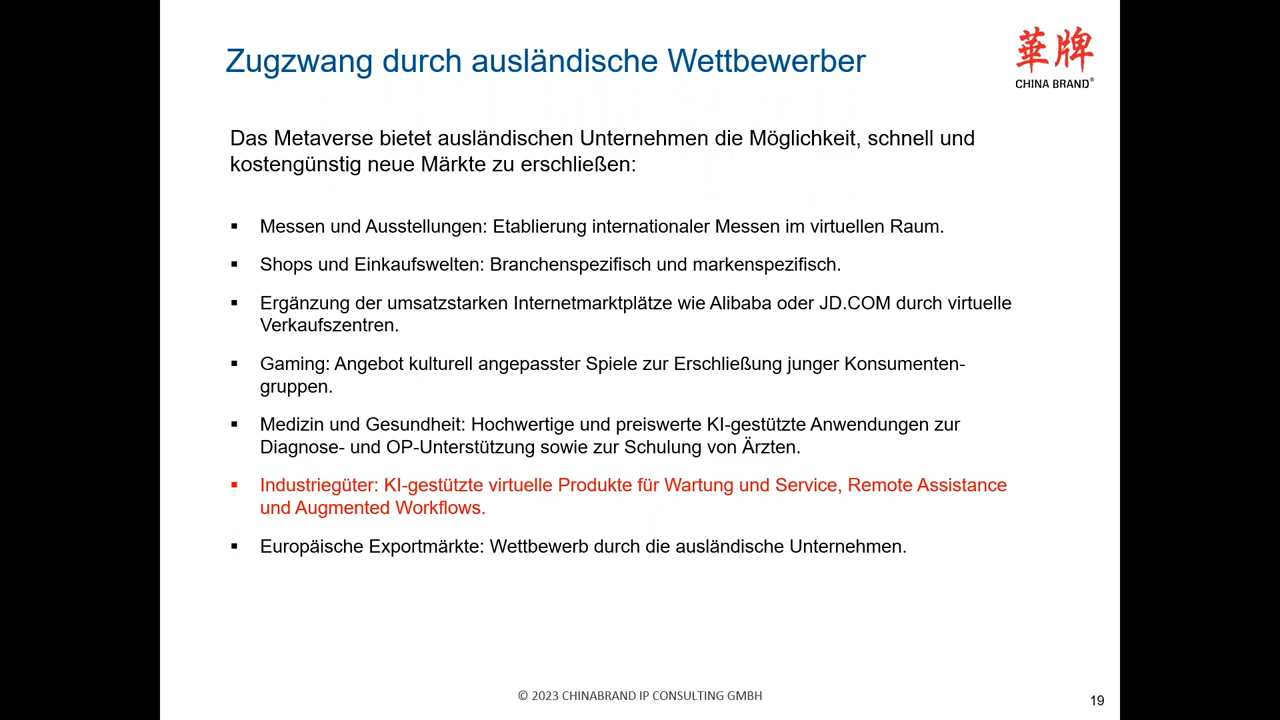 Zugzwang durch ausländische Wettbewerber
華牌
CHINA BRAND®
Das Metaverse bietet ausländischen Unternehmen die Möglichkeit, schnell und
kostengünstig neue Märkte zu erschließen:
▪ Messen und Ausstellungen: Etablierung internationaler Messen im virtuellen Raum.
▪ Shops und Einkaufswelten: Branchenspezifisch und markenspezifisch.
▪ Ergänzung der umsatzstarken Internetmarktplätze wie Alibaba oder JD.COM durch virtuelle
Verkaufszentren.
▪ Gaming: Angebot kulturell angepasster Spiele zur Erschließung junger Konsumenten-
gruppen.
▪ Medizin und Gesundheit: Hochwertige und preiswerte KI-gestützte Anwendungen zur
Diagnose- und OP-Unterstützung sowie zur Schulung von Ärzten.
▪ Industriegüter: KI-gestützte virtuelle Produkte für Wartung und Service, Remote Assistance
und Augmented Workflows.
▪ Europäische Exportmärkte: Wettbewerb durch die ausländische Unternehmen.
© 2023 CHINABRAND IP CONSULTING GMBH
19